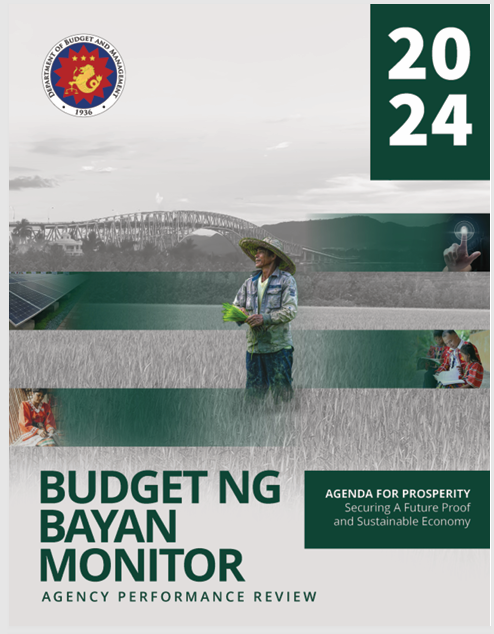 DEPARTMENT OF BUDGET AND MANAGEMENT
1936
20
24
BUDGET NG
BAYAN
MONITOR
AGENCY PERFORMANCE REVIEW
AGENDA FOR PROSPERITY
Securing A Future Proof
and Sustainable Economy